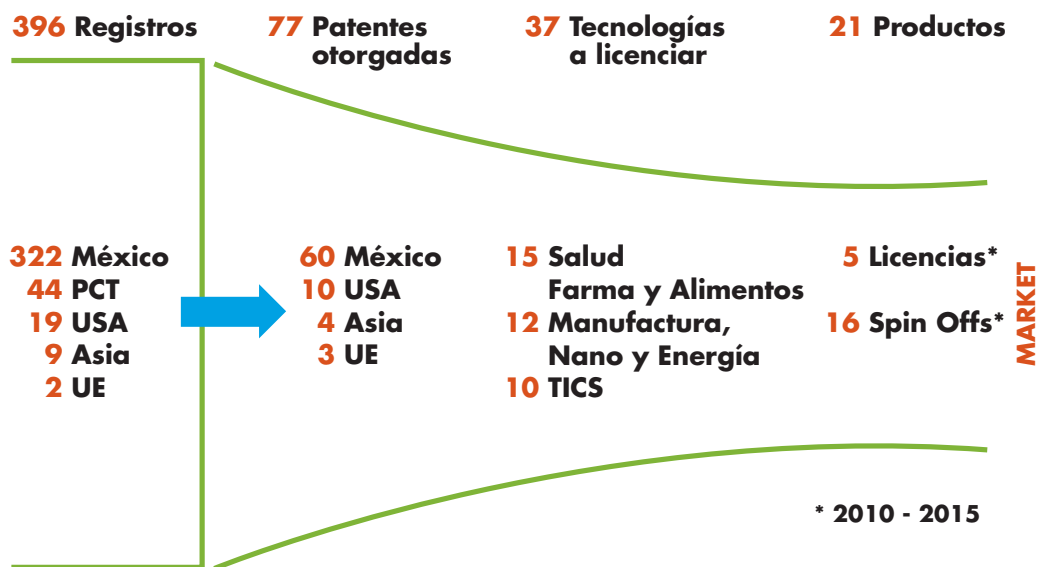 396 Registros
77 Patentes
otorgadas
37 Tecnologías
a licenciar
21 Productos
322 México
44 PCT
19 USA
9 Asia
2 UE
60 México
10 USA
4 Asia
3 UE
15 Salud
Farma y Alimentos
12 Manufactura,
Nano y Energía
10 TICS
5 Licencias*
16 Spin Offs*
MARKET
* 2010 - 2015